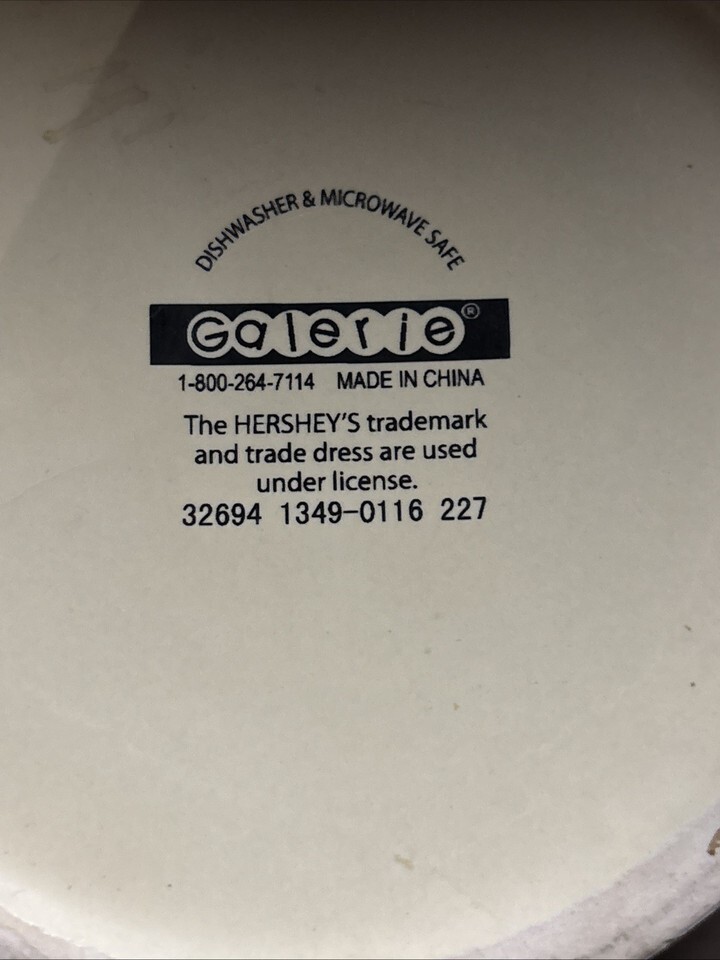 DISHWASHER & MICROWAVE SAFE
Galerie®
1-800-264-7114 MADE IN CHINA
The HERSHEY'S trademark
and trade dress are used
under license.
32694 1349-0116 227